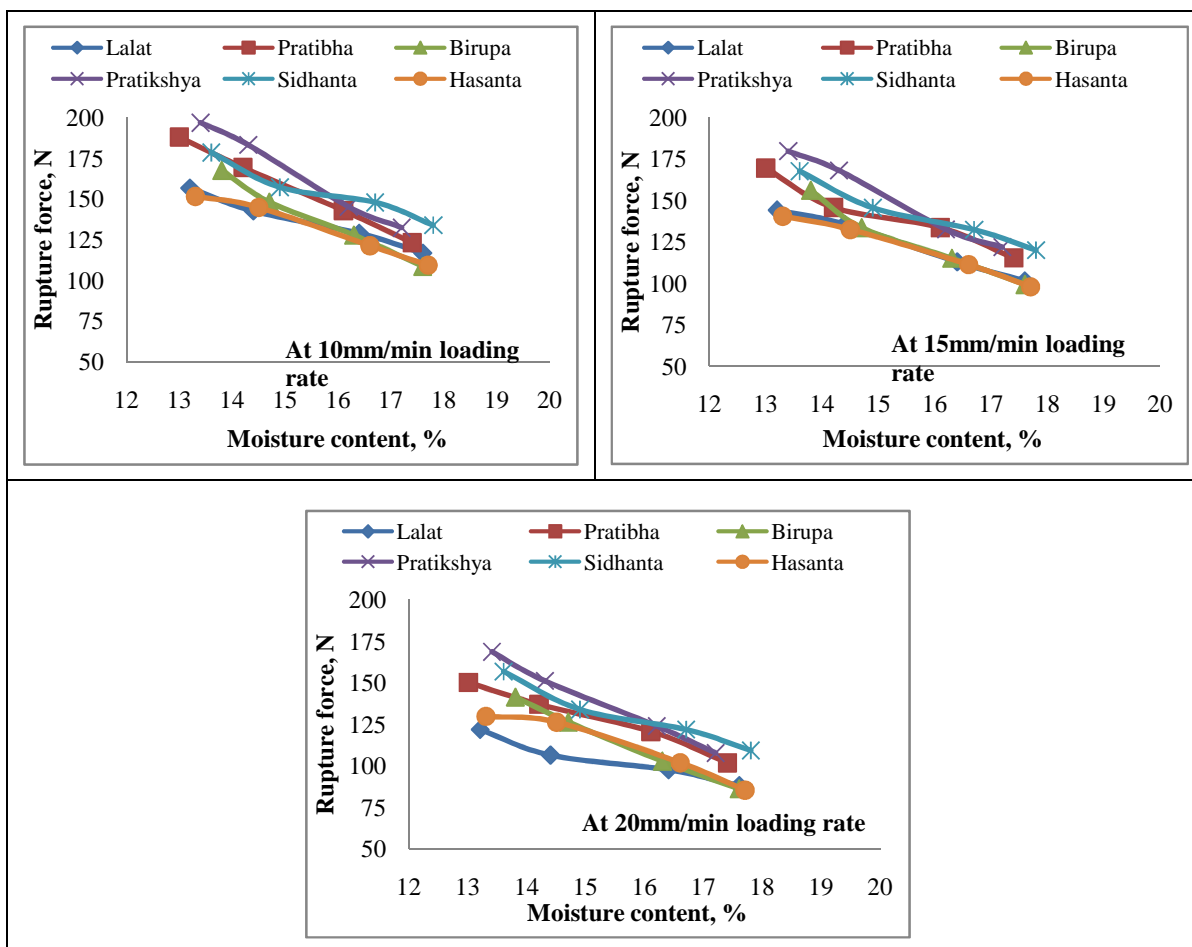 Lalat Pratibha Birupa
Pratikshya Sidhanta Hasanta
200
175
150
125
100
75
50
Rupture force, N
At 10mm/min loading
rate
12 13 14 15 16 17 18 19 20
Moisture content, %
Lalat Pratibha Birupa
Pratikshya Sidhanta Hasanta
200
175
150
125
100
75
50
Rupture force, N
At 15mm/min loading
rate
12 13 14 15 16 17 18 19 20
Moisture content, %
Lalat Pratibha Birupa
Pratikshya Sidhanta Hasanta
200
175
150
125
100
75
50
Rupture force, N
At 20mm/min loading rate
12 13 14 15 16 17 18 19 20
Moisture content, %